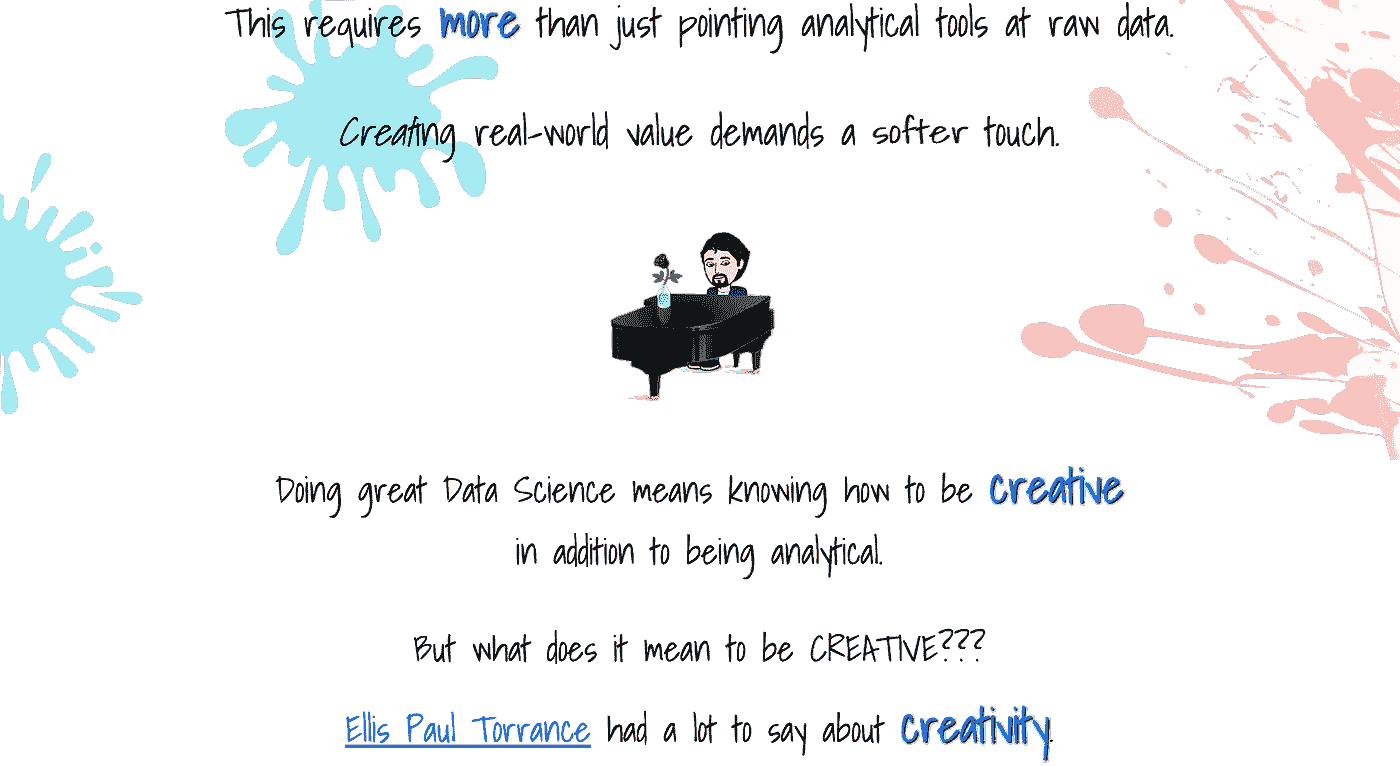 This requires more than just pointing analytical tools at raw data.
Creating real-world value demands a softer touch.
Doing great Data Science means knowing how to be creative
in addition to being analytical.
But what does it mean to be CREATIVE???
Ellis Paul Torrance had a lot to say about creativity.